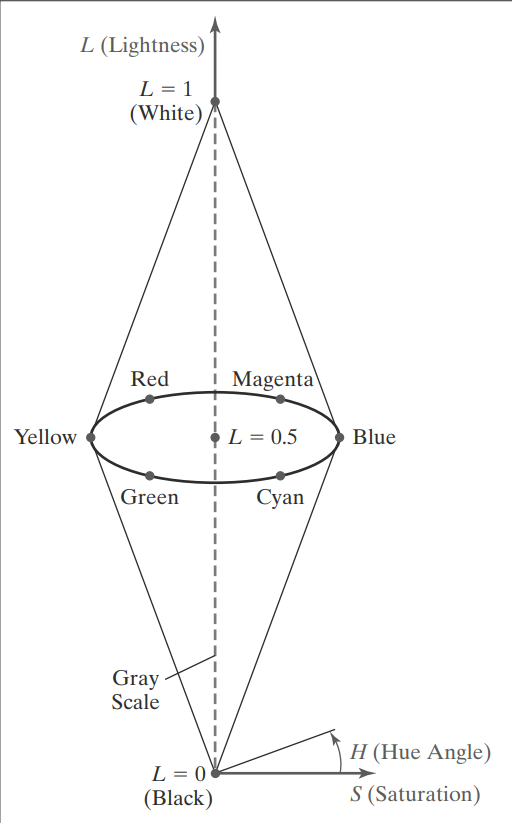 L (Lightness)
L = 1
(White)
Red
Magenta
Yellow
L = 0.5
Blue
Green
Cyan
Gray
Scale
H (Hue Angle)
L = 0
(Black)
S (Saturation)